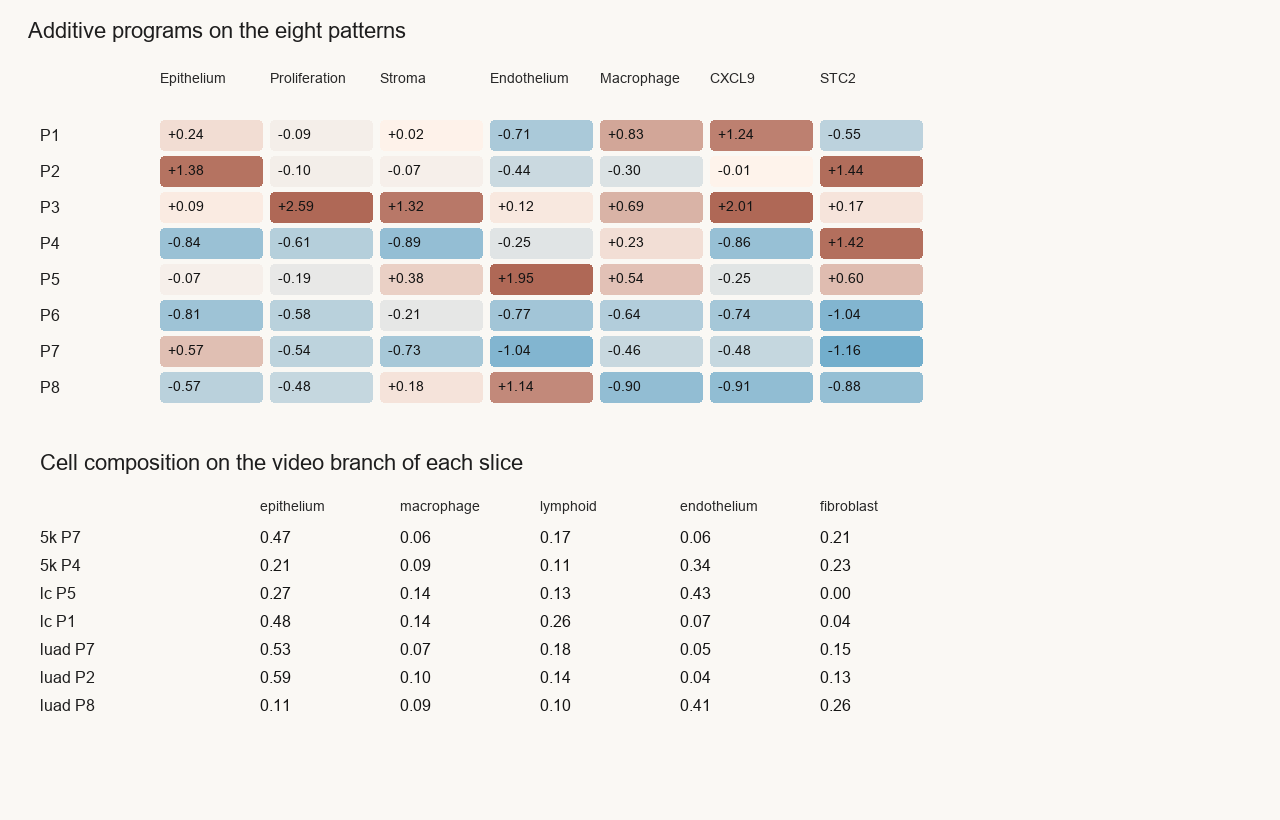 Additive programs on the eight patterns
Epithelium Proliferation Stroma Endothelium Macrophage CXCL9 STC2
P1 +0.24 -0.09 +0.02 -0.71 +0.83 +1.24 -0.55
P2 +1.38 -0.10 -0.07 -0.44 -0.30 -0.01 +1.44
P3 +0.09 +2.59 +1.32 +0.12 +0.69 +2.01 +0.17
P4 -0.84 -0.61 -0.89 -0.25 +0.23 -0.86 +1.42
P5 -0.07 -0.19 +0.38 +1.95 +0.54 -0.25 +0.60
P6 -0.81 -0.58 -0.21 -0.77 -0.64 -0.74 -1.04
P7 +0.57 -0.54 -0.73 -1.04 -0.46 -0.48 -1.16
P8 -0.57 -0.48 +0.18 +1.14 -0.90 -0.91 -0.88
Cell composition on the video branch of each slice
epithelium macrophage lymphoid endothelium fibroblast
5k P7 0.47 0.06 0.17 0.06 0.21
5k P4 0.21 0.09 0.11 0.34 0.23
lc P5 0.27 0.14 0.13 0.43 0.00
lc P1 0.48 0.14 0.26 0.07 0.04
luad P7 0.53 0.07 0.18 0.05 0.15
luad P2 0.59 0.10 0.14 0.04 0.13
luad P8 0.11 0.09 0.10 0.41 0.26